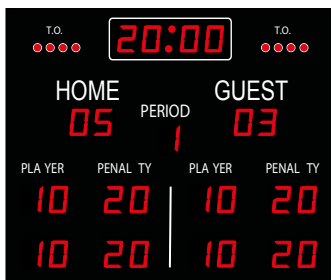 T.O. 20:00 T.O.
HOME GUEST
PERIOD
05 1 03
PLA YER PENAL TY PLA YER PENAL TY
10 20 10 20
10 20 10 20